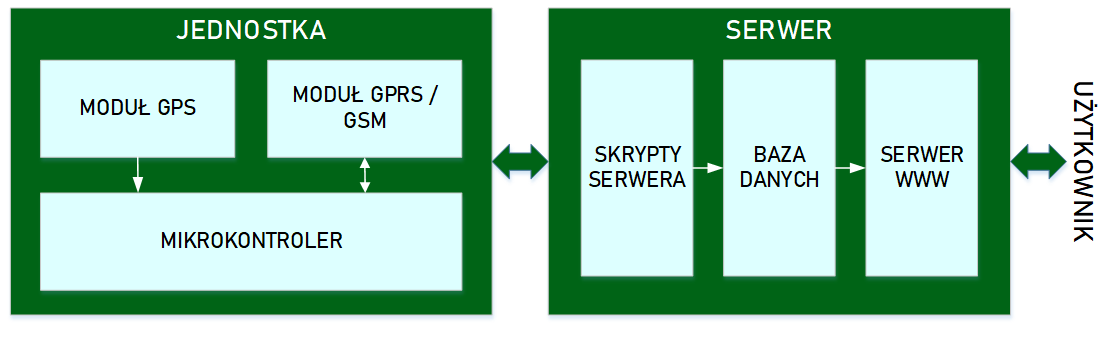 JEDNOSTKA
MODUŁ GPS
MODUŁ GPRS /
GSM
MIKROKONTROLER
SERWER
SKRYPTY
SERWERA
BAZA
DANYCH
SERWER
WWW
UŻYTKOWNIK